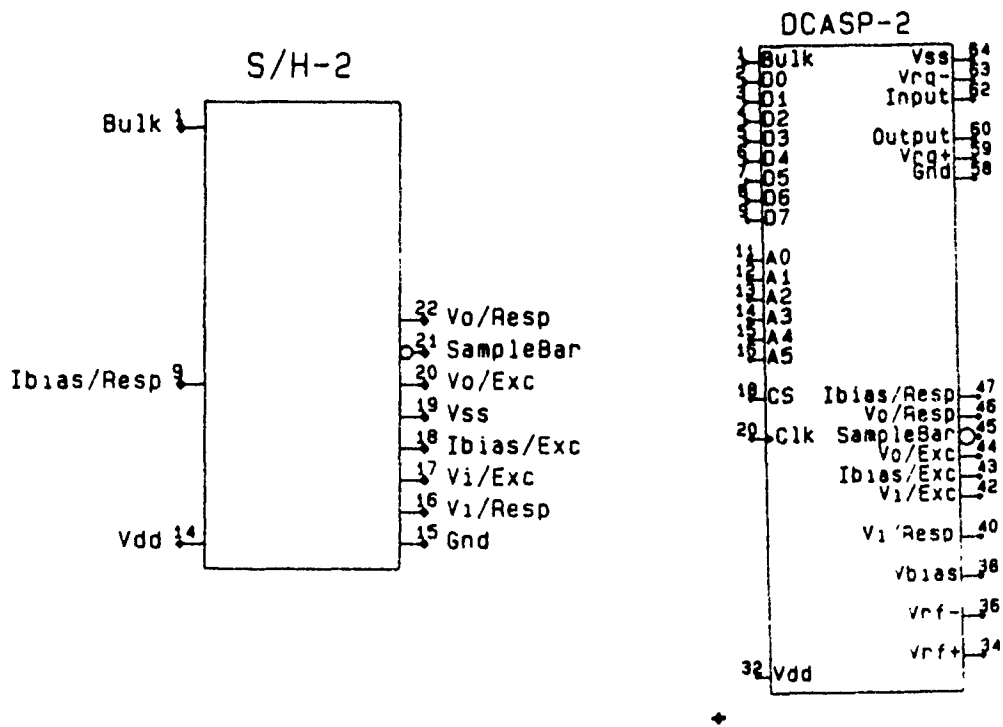 S/H-2
Bulk 1
Ibias/Resp 9
Vdd 14
22 Vo/Resp
21 SampleBar
20 Vo/Exc
19 Vss
18 Ibias/Exc
17 Vi/Exc
16 Vi/Resp
15 Gnd
DCASP-2
1 Bulk
2 D0
3 D1
4 D2
5 D3
6 D4
7 D5
8 D6
9 D7
11 A0
12 A1
13 A2
14 A3
15 A4
16 A5
18 CS
20 Clk
32 Vdd
Vss 64
Vrq- 63
Input 62
Output 60
Vrq+ 59
Gnd 58
Ibias/Resp 47
Vo/Resp 46
SampleBar 45
Vo/Exc 44
Ibias/Exc 43
Vi/Exc 42
Vi/Resp 40
Vbias 38
Vrf- 36
Vrf+ 34